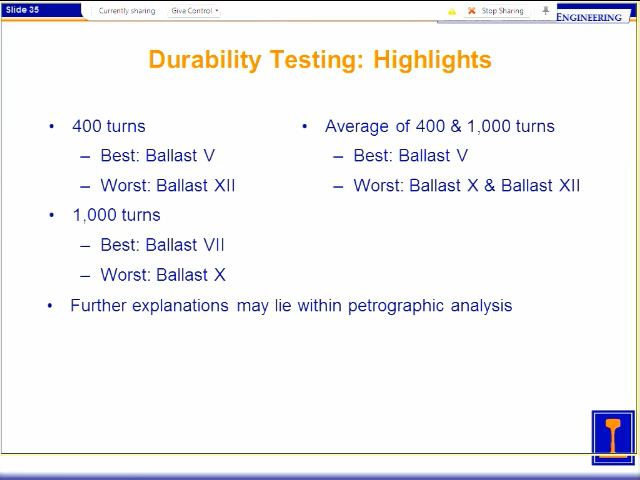 Slide 35
Currently sharing
Give Control
Stop Sharing
ENGINEERING
Durability Testing: Highlights
• 400 turns
– Best: Ballast V
– Worst: Ballast XII
• 1,000 turns
– Best: Ballast VII
– Worst: Ballast X
• Average of 400 & 1,000 turns
– Best: Ballast V
– Worst: Ballast X & Ballast XII
• Further explanations may lie within petrographic analysis